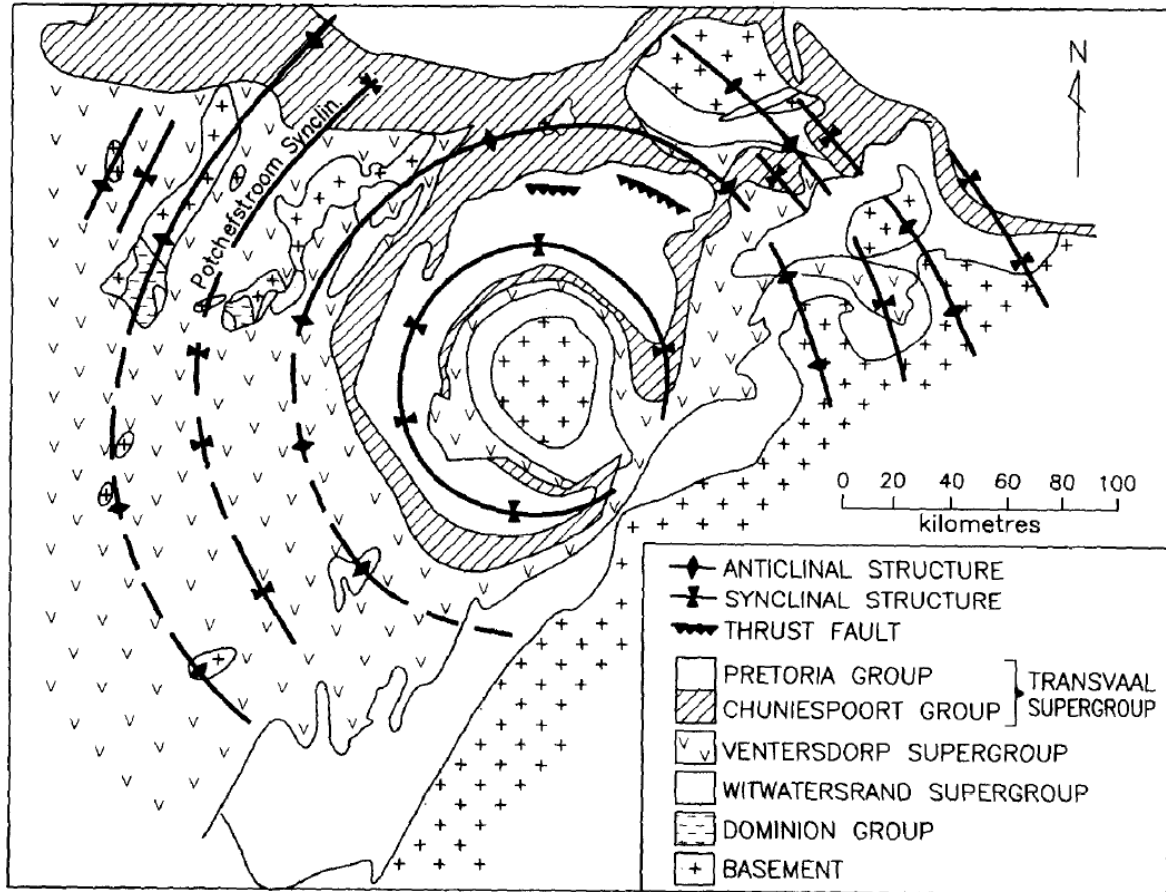 N
Potchefstroom Synclin.
0 20 40 60 80 100
kilometres
ANTICLINAL STRUCTURE
SYNCLINAL STRUCTURE
THRUST FAULT
PRETORIA GROUP
CHUNIESPOORT GROUP
TRANSVAAL
SUPERGROUP
VENTERSDORP SUPERGROUP
WITWATERSRAND SUPERGROUP
DOMINION GROUP
BASEMENT